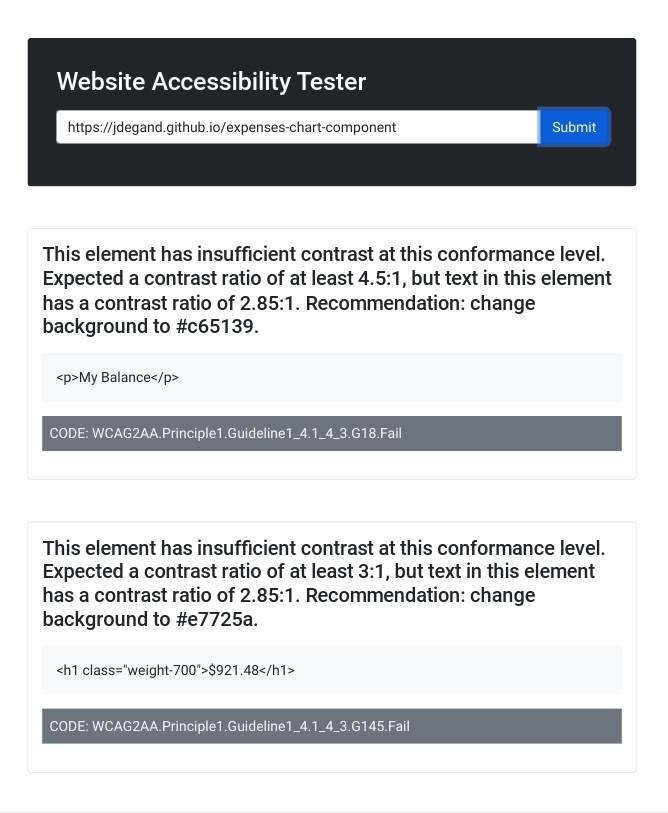 Website Accessibility Tester
https://jdegand.github.io/expenses-chart-component
Submit
This element has insufficient contrast at this conformance level.
Expected a contrast ratio of at least 4.5:1, but text in this element
has a contrast ratio of 2.85:1. Recommendation: change
background to #c65139.
<p>My Balance</p>
CODE: WCAG2AA.Principle1.Guideline1_4.1_4_3.G18.Fail
This element has insufficient contrast at this conformance level.
Expected a contrast ratio of at least 3:1, but text in this element
has a contrast ratio of 2.85:1. Recommendation: change
background to #e7725a.
<h1 class="weight-700">$921.48</h1>
CODE: WCAG2AA.Principle1.Guideline1_4.1_4_3.G145.Fail